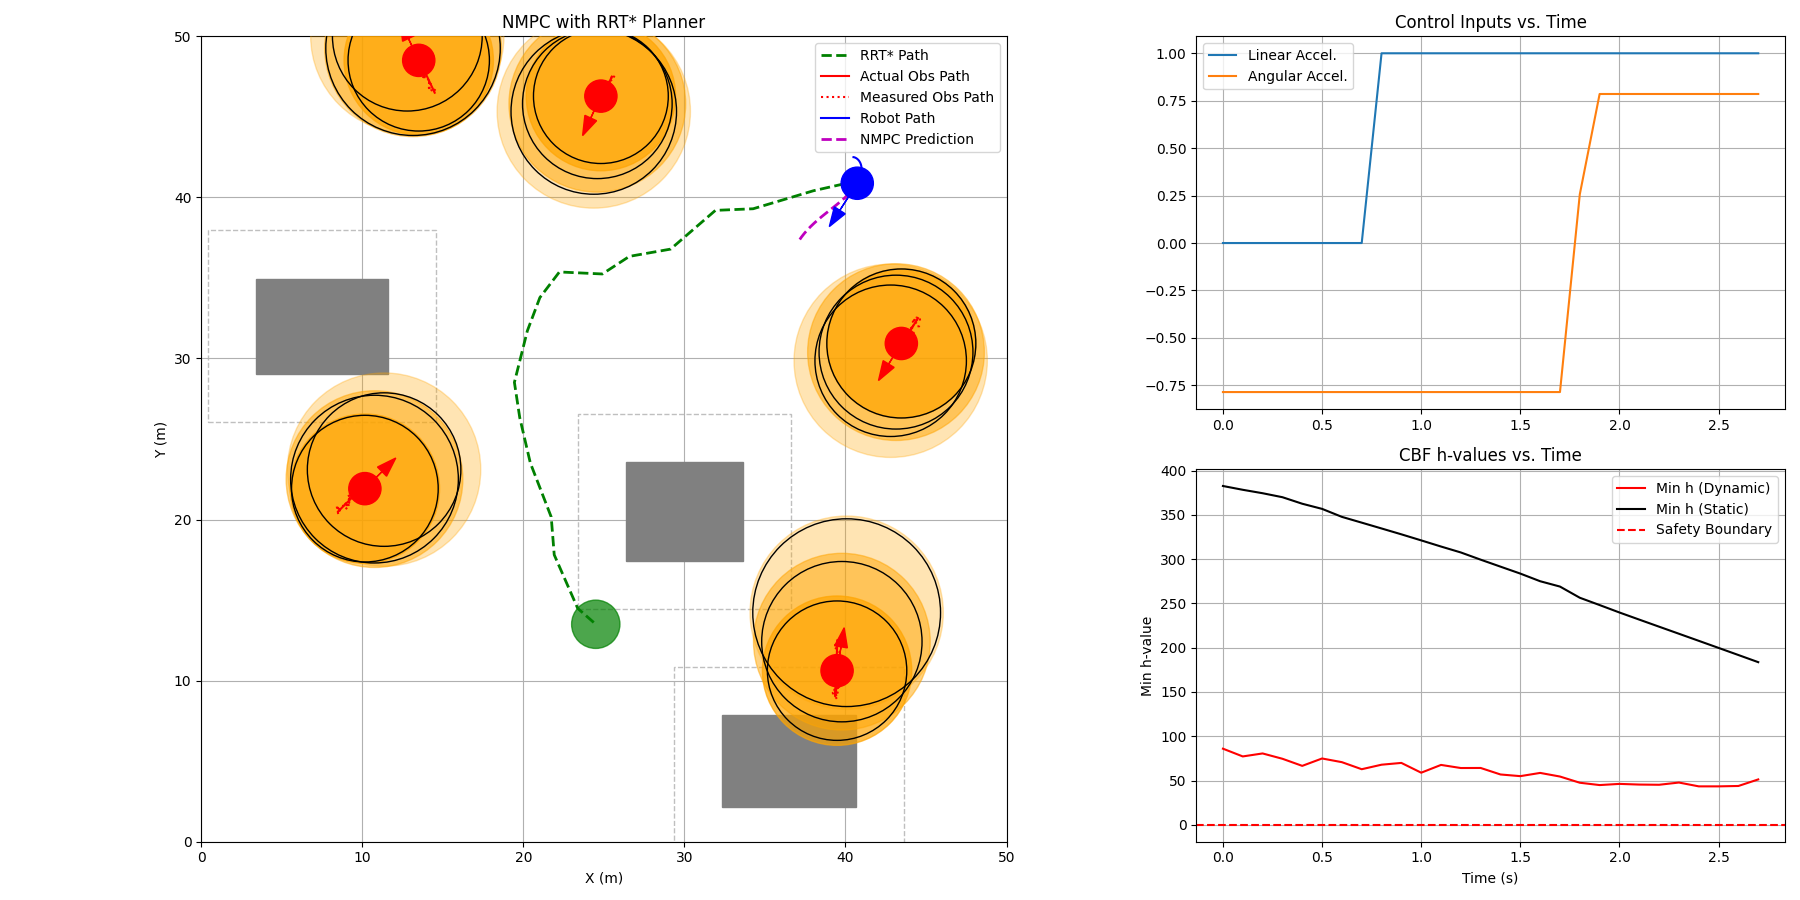 NMPC with RRT* Planner
50
40
30
20
10
0
Y (m)
0 10 20 30 40 50
X (m)
RRT* Path
Actual Obs Path
Measured Obs Path
Robot Path
NMPC Prediction
Control Inputs vs. Time
Linear Accel.
Angular Accel.
1.00
0.75
0.50
0.25
0.00
−0.25
−0.50
−0.75
0.0 0.5 1.0 1.5 2.0 2.5
CBF h-values vs. Time
Min h (Dynamic)
Min h (Static)
Safety Boundary
400
350
300
250
200
150
100
50
0
Min h-value
0.0 0.5 1.0 1.5 2.0 2.5
Time (s)